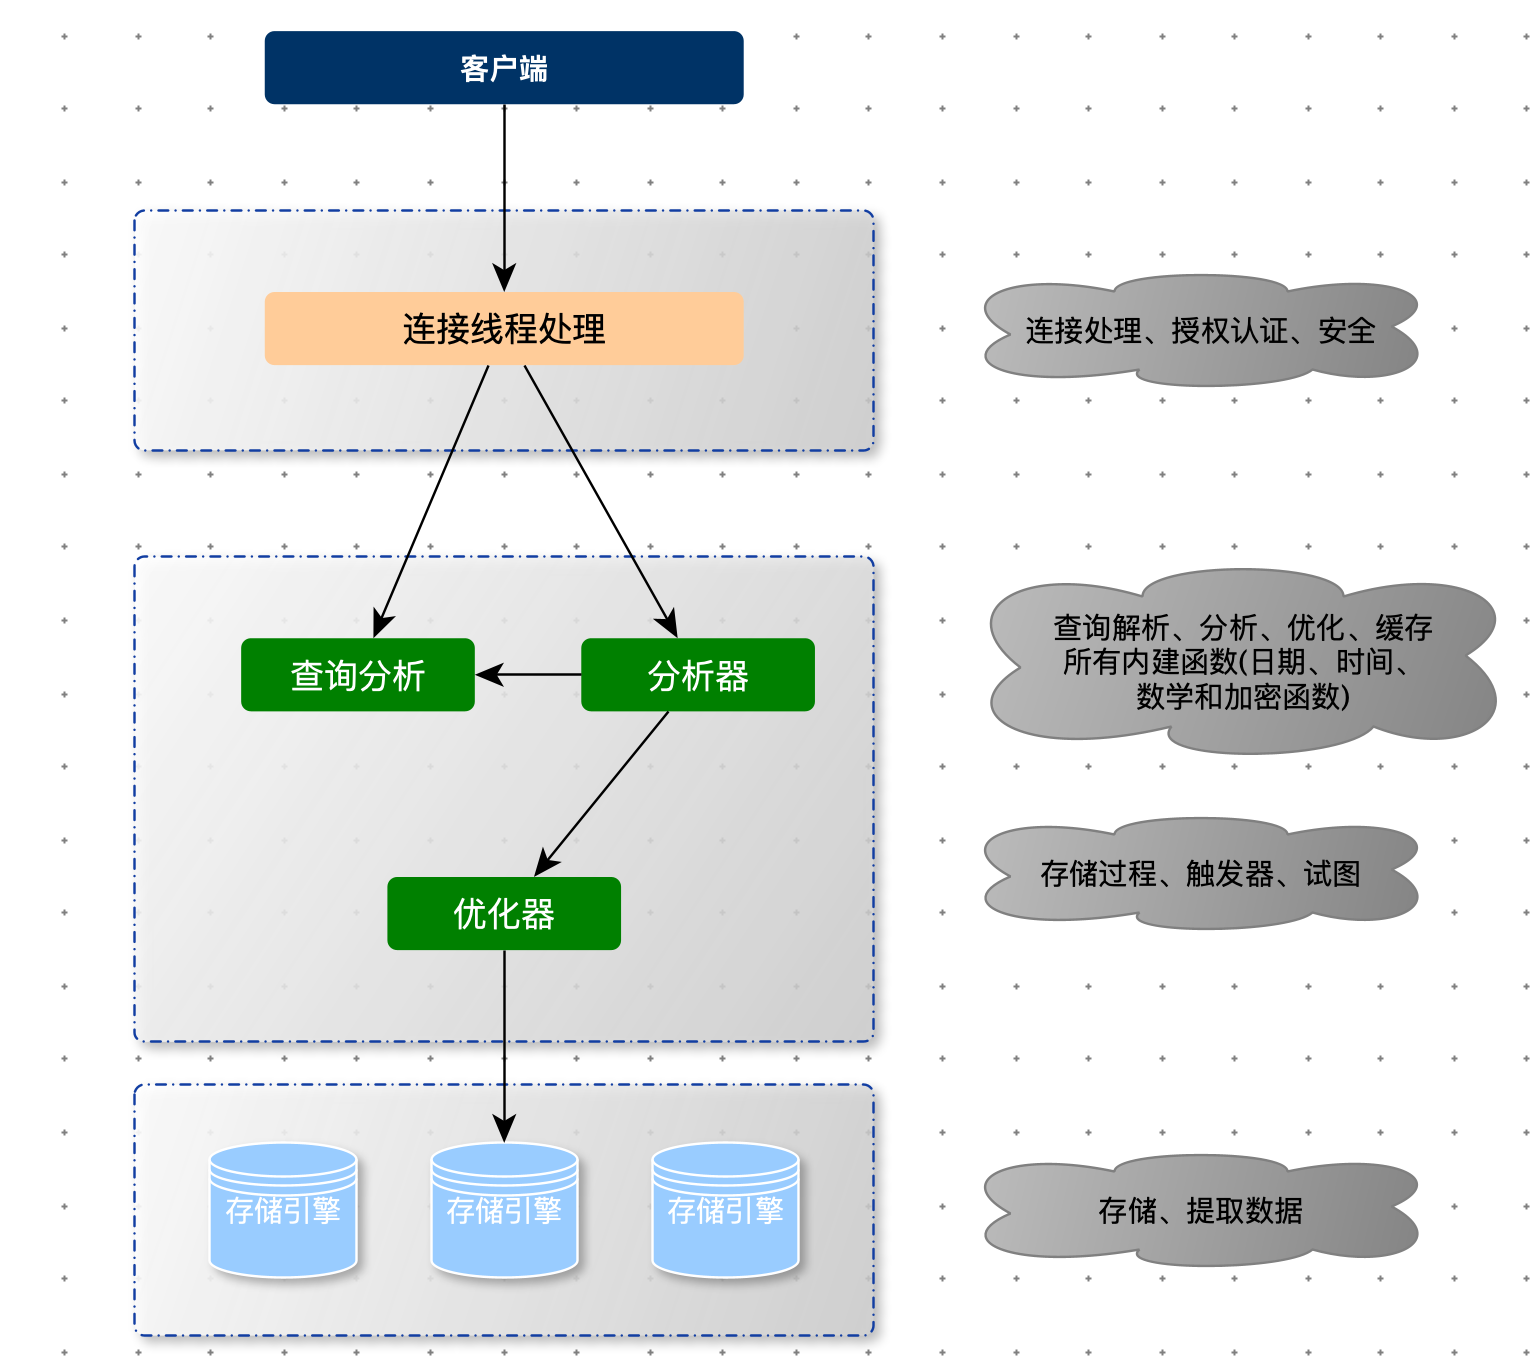 客户端
连接线程处理
连接处理、授权认证、安全
查询分析
分析器
查询解析、分析、优化、缓存
所有内建函数(日期、时间、
数学和加密函数)
优化器
存储过程、触发器、试图
存储引擎
存储引擎
存储引擎
存储、提取数据